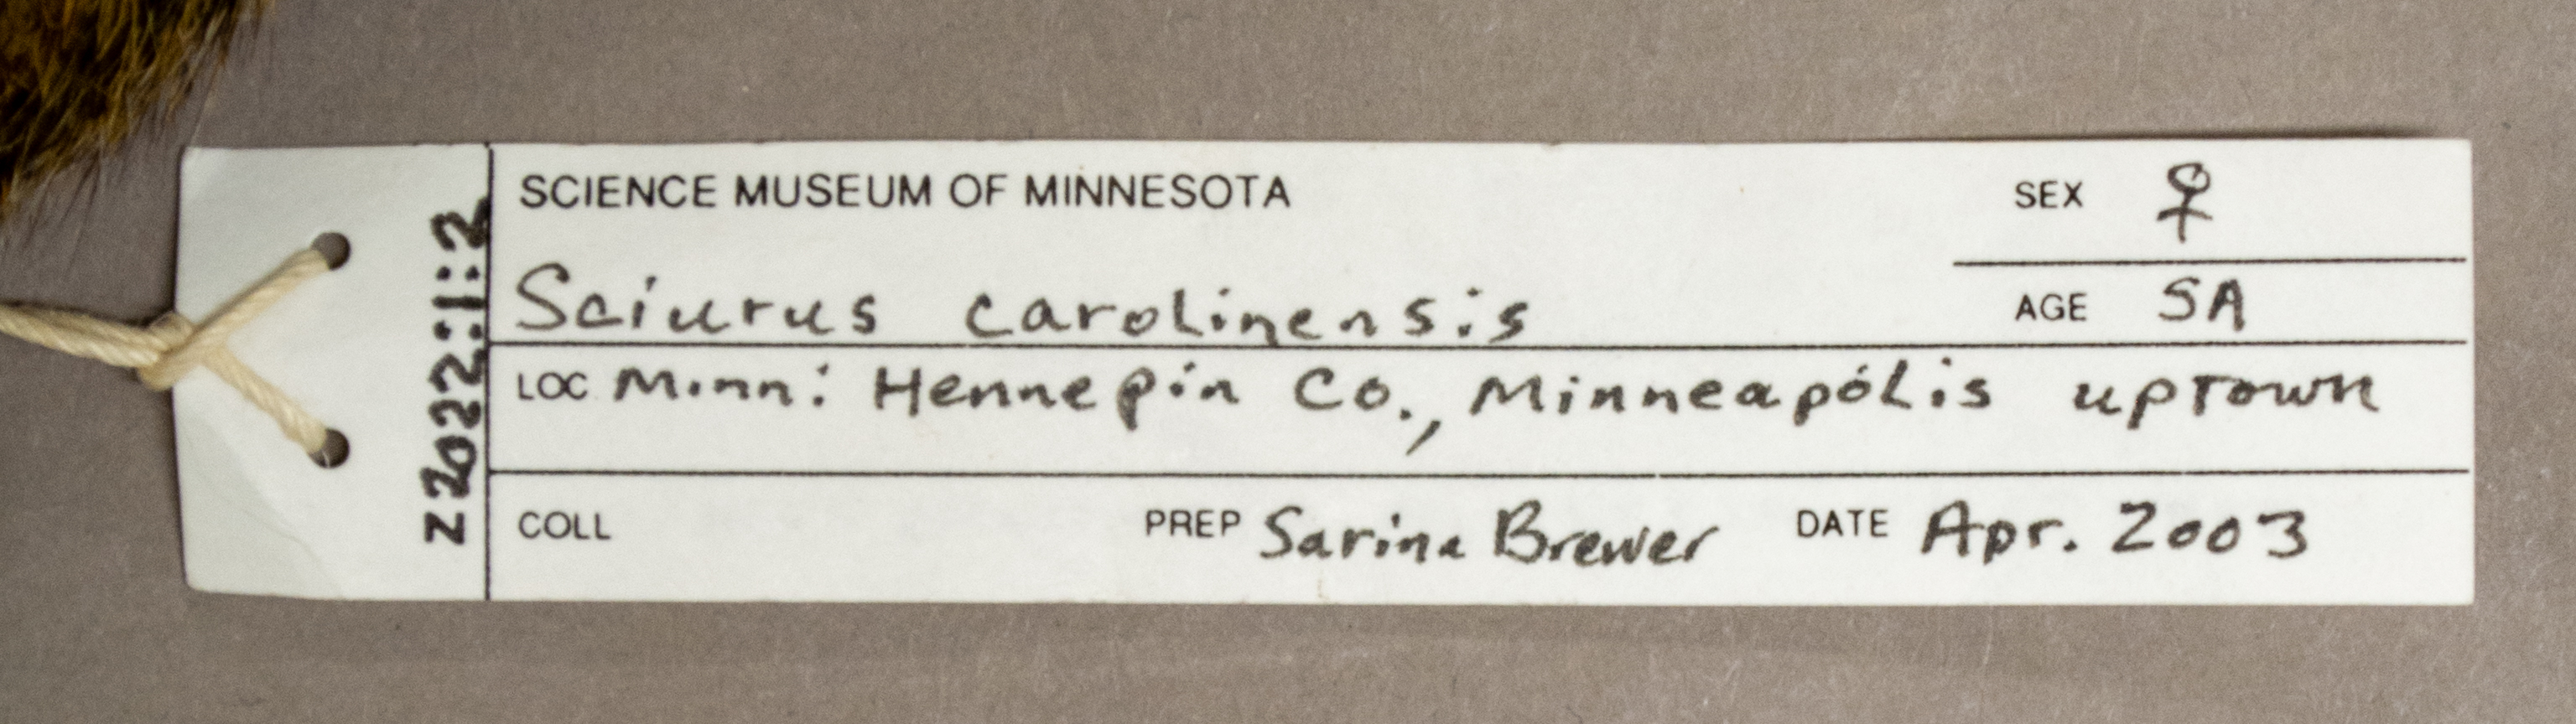 Z2022:1:2
SCIENCE MUSEUM OF MINNESOTA
SEX ♀
Sciurus carolinensis
AGE SA
LOC Minn: Hennepin Co., Minneapolis uptown
COLL PREP Sarina Brewer DATE Apr. 2003